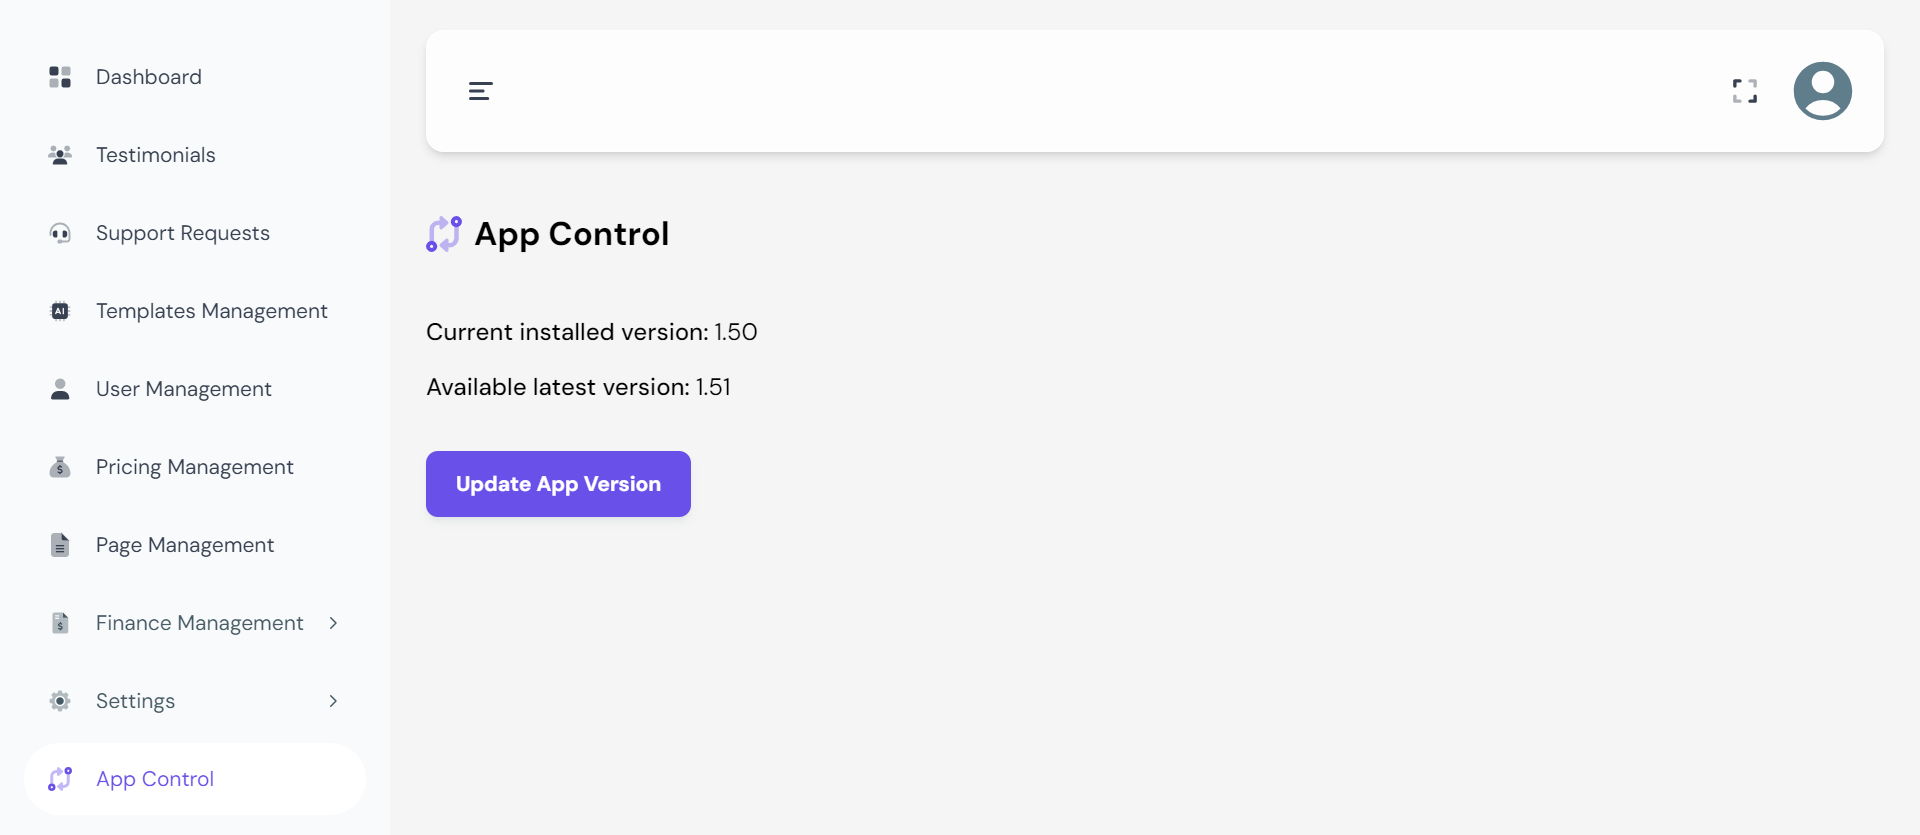 Dashboard
Testimonials
Support Requests
AI
Templates Management
User Management
$
Pricing Management
Page Management
$
Finance Management
Settings
App Control
App Control
Current installed version: 1.50
Available latest version: 1.51
Update App Version